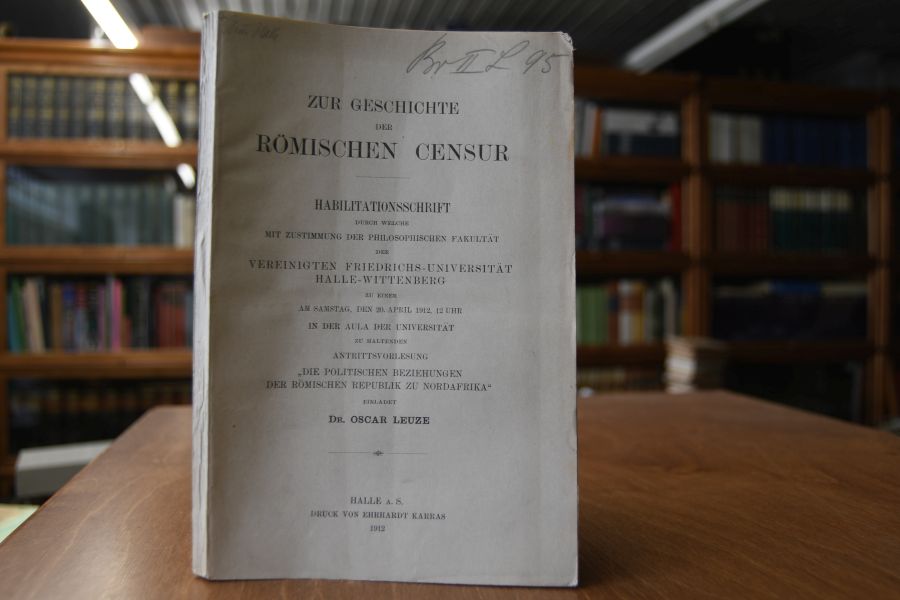 Br II L 95
ZUR GESCHICHTE
DER
RÖMISCHEN CENSUR
HABILITATIONSSCHRIFT
DURCH WELCHE
MIT ZUSTIMMUNG DER PHILOSOPHISCHEN FAKULTÄT
DER
VEREINIGTEN FRIEDRICHS-UNIVERSITÄT
HALLE-WITTENBERG
ZU EINER
AM SAMSTAG, DEN 20. APRIL 1912, 12 UHR
IN DER AULA DER UNIVERSITÄT
ZU HALTENDEN
ANTRITTSVORLESUNG
„DIE POLITISCHEN BEZIEHUNGEN
DER RÖMISCHEN REPUBLIK ZU NORDAFRIKA“
EINLADET
DR. OSCAR LEUZE
HALLE A. S.
DRUCK VON EHRHARDT KARRAS
1912